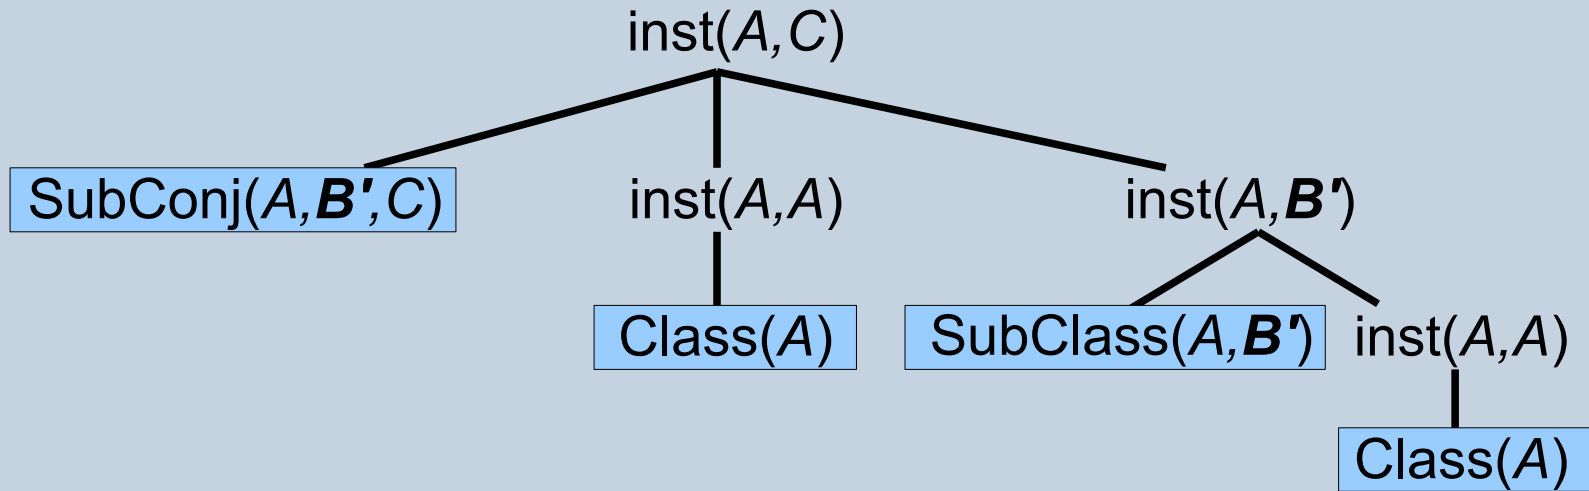 inst(A,C)
SubConj(A,B',C)
inst(A,A)
inst(A,B')
Class(A)
SubClass(A,B')
inst(A,A)
Class(A)